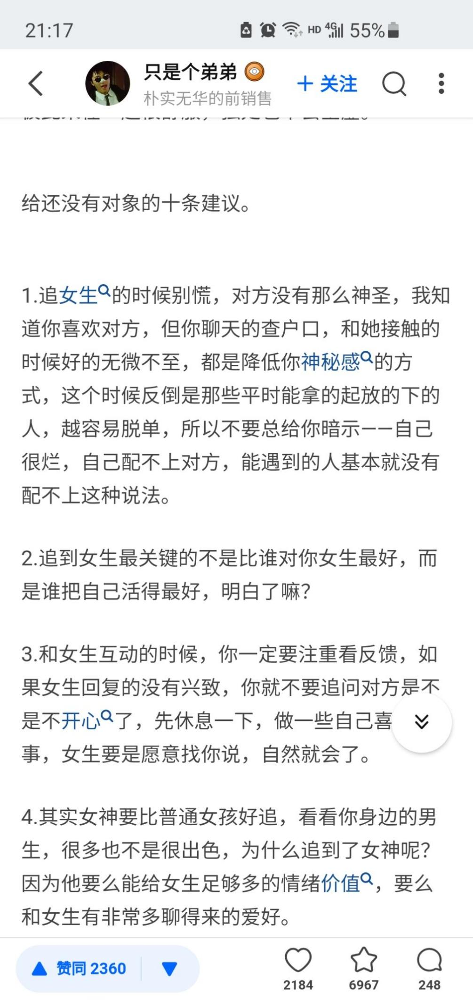 21:17
HD 4G 55%
只是个弟弟
朴实无华的前销售
+ 关注
给还没有对象的十条建议。
1.追女生的时候别慌，对方没有那么神圣，我知
道你喜欢对方，但你聊天的查户口，和她接触的
时候好的无微不至，都是降低你神秘感的方
式，这个时候反倒是那些平时能拿的起放的下的
人，越容易脱单，所以不要总给你暗示——自己
很烂，自己配不上对方，能遇到的人基本就没有
配不上这种说法。
2.追到女生最关键的不是比谁对你女生最好，而
是谁把自己活得最好，明白了嘛？
3.和女生互动的时候，你一定要注重看反馈，如
果女生回复的没有兴致，你就不要追问对方是不
是不开心了，先休息一下，做一些自己喜
事，女生要是愿意找你说，自然就会了。
4.其实女神要比普通女孩好追，看看你身边的男
生，很多也不是很出色，为什么追到了女神呢？
因为他要么能给女生足够多的情绪价值，要么
和女生有非常多聊得来的爱好。
赞同 2360
2184
6967
248